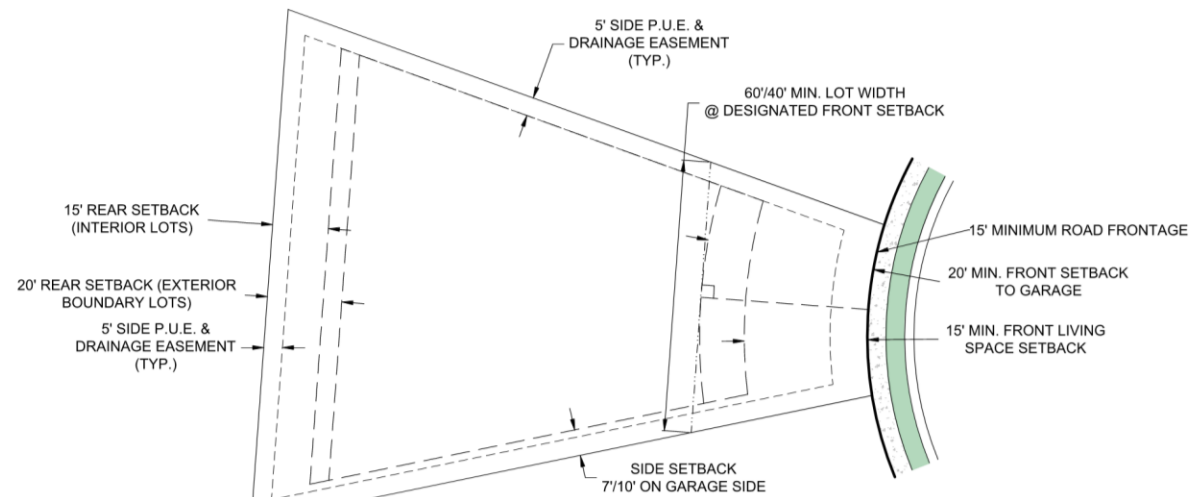 5' SIDE P.U.E. &
DRAINAGE EASEMENT
(TYP.)
60'/40' MIN. LOT WIDTH
@ DESIGNATED FRONT SETBACK
15' REAR SETBACK
(INTERIOR LOTS)
15' MINIMUM ROAD FRONTAGE
20' MIN. FRONT SETBACK
TO GARAGE
20' REAR SETBACK (EXTERIOR
BOUNDARY LOTS)
5' SIDE P.U.E. &
DRAINAGE EASEMENT
(TYP.)
15' MIN. FRONT LIVING
SPACE SETBACK
SIDE SETBACK
7'/10' ON GARAGE SIDE